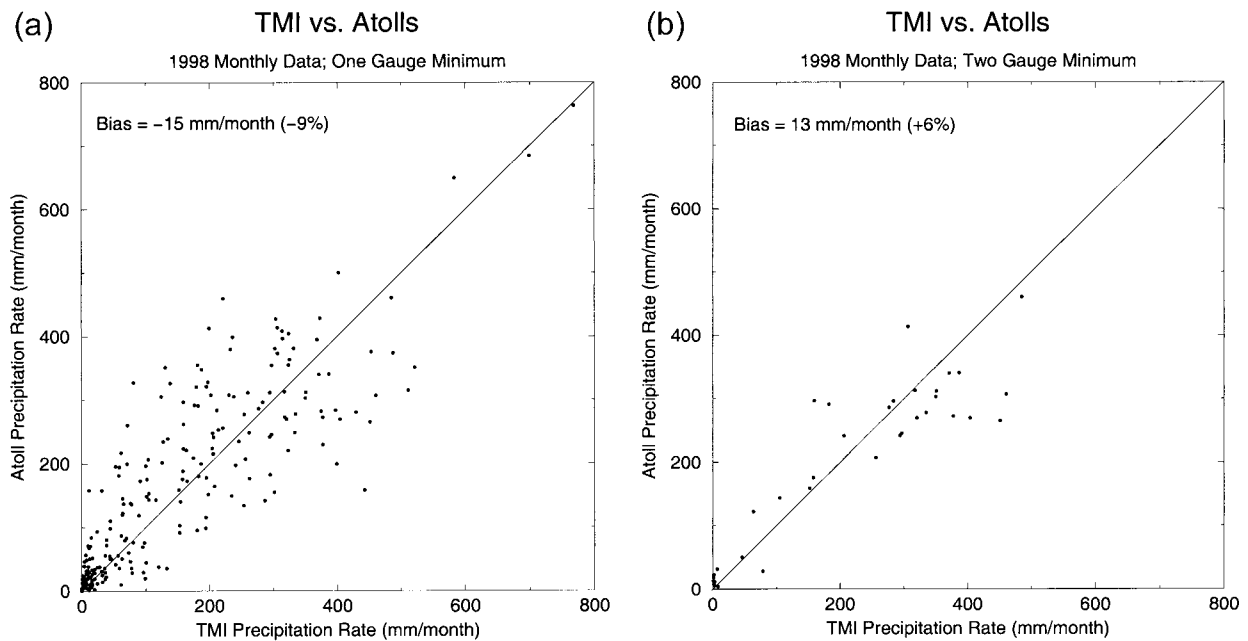 (a)
TMI vs. Atolls
1998 Monthly Data; One Gauge Minimum
Bias = −15 mm/month (−9%)
Atoll Precipitation Rate (mm/month)
800
600
400
200
0
0 200 400 600 800
TMI Precipitation Rate (mm/month)
(b)
TMI vs. Atolls
1998 Monthly Data; Two Gauge Minimum
Bias = 13 mm/month (+6%)
Atoll Precipitation Rate (mm/month)
800
600
400
200
0
0 200 400 600 800
TMI Precipitation Rate (mm/month)